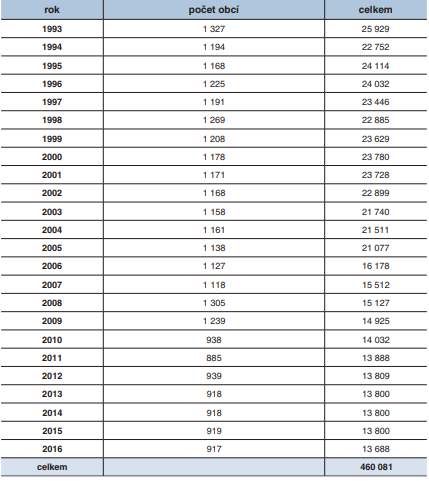 rok počet obcí celkem
1993 1 327 25 929
1994 1 194 22 752
1995 1 168 24 114
1996 1 225 24 032
1997 1 191 23 446
1998 1 269 22 885
1999 1 208 23 629
2000 1 178 23 780
2001 1 171 23 728
2002 1 168 22 899
2003 1 158 21 740
2004 1 161 21 511
2005 1 138 21 077
2006 1 127 16 178
2007 1 118 15 512
2008 1 305 15 127
2009 1 239 14 925
2010 938 14 032
2011 885 13 888
2012 939 13 809
2013 918 13 800
2014 918 13 800
2015 919 13 800
2016 917 13 688
celkem 460 081